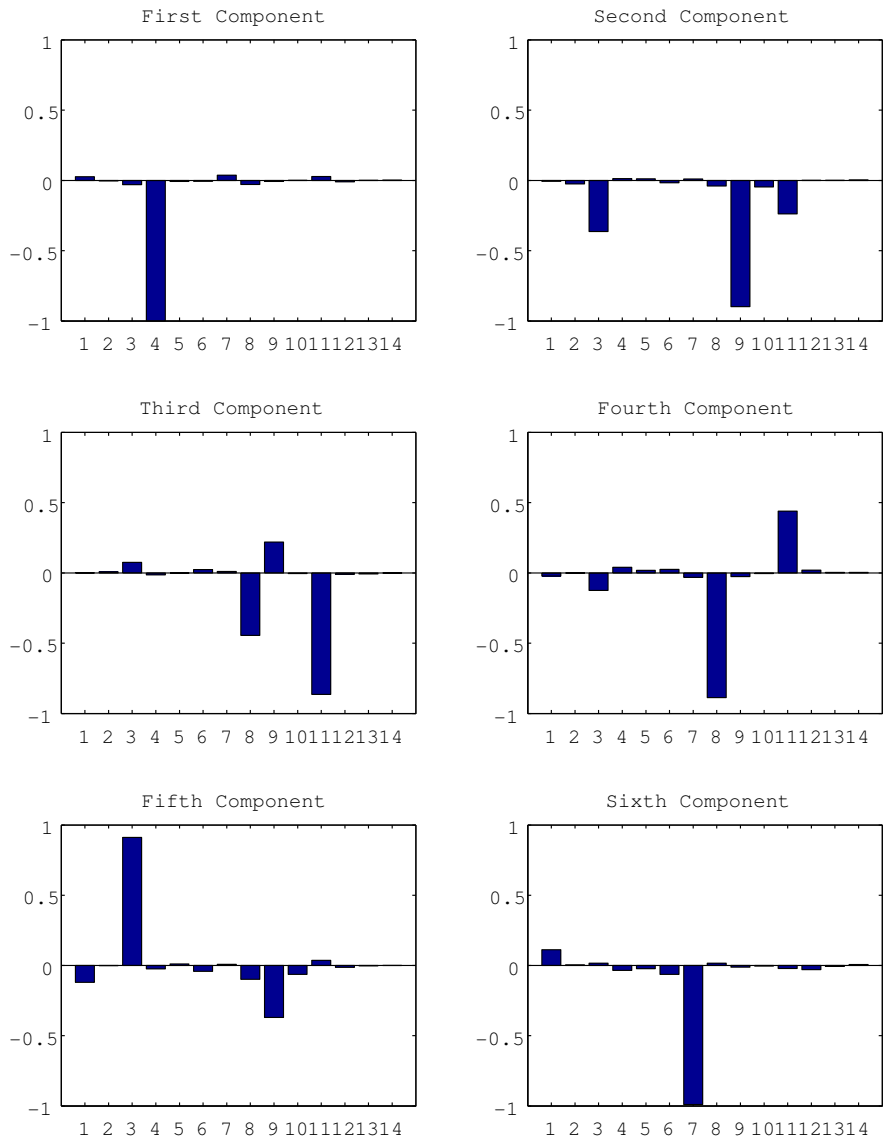 First Component
1
0.5
0
−0.5
−1
1 2 3 4 5 6 7 8 9 1011121314
Second Component
1
0.5
0
−0.5
−1
1 2 3 4 5 6 7 8 9 1011121314
Third Component
1
0.5
0
−0.5
−1
1 2 3 4 5 6 7 8 9 1011121314
Fourth Component
1
0.5
0
−0.5
−1
1 2 3 4 5 6 7 8 9 1011121314
Fifth Component
1
0.5
0
−0.5
−1
1 2 3 4 5 6 7 8 9 1011121314
Sixth Component
1
0.5
0
−0.5
−1
1 2 3 4 5 6 7 8 9 1011121314